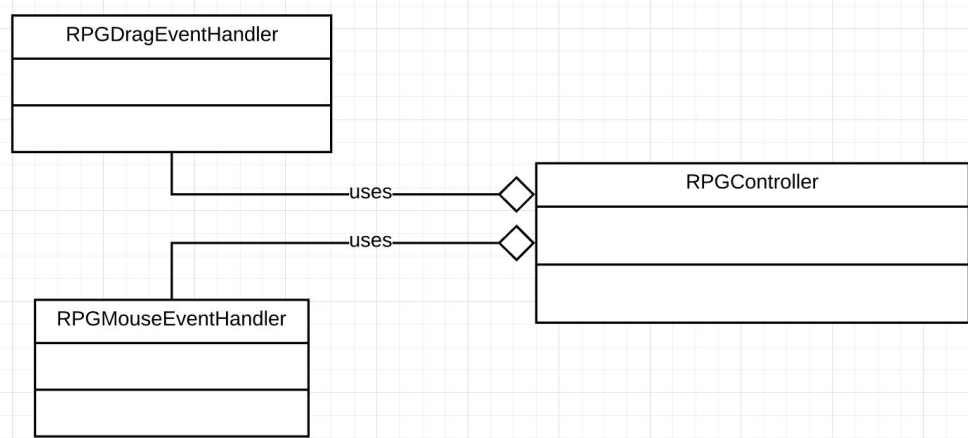 RPGDragEventHandler
RPGController
uses
uses
RPGMouseEventHandler